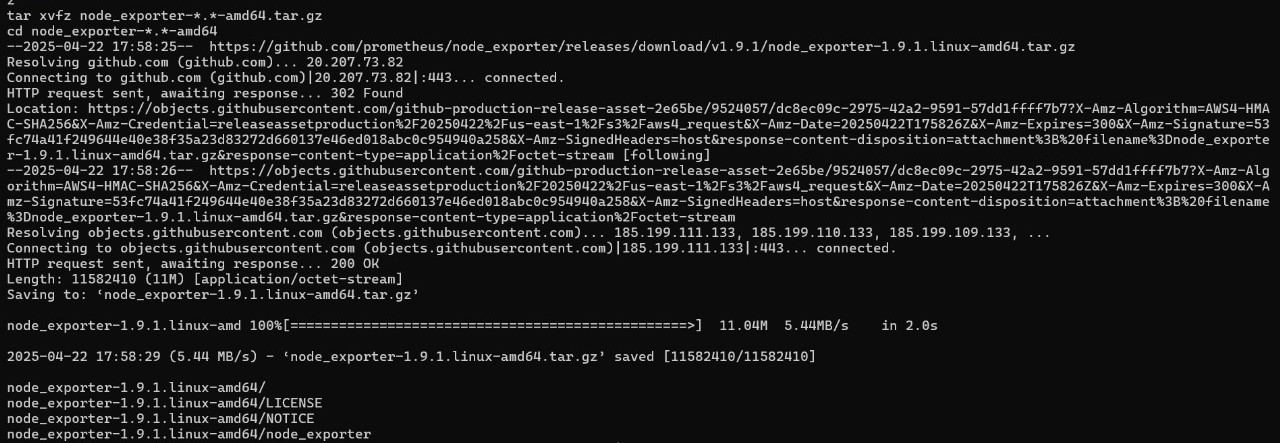 tar xvfz node_exporter-*.*-amd64.tar.gz
cd node_exporter-*.*-amd64
--2025-04-22 17:58:25--  https://github.com/prometheus/node_exporter/releases/download/v1.9.1/node_exporter-1.9.1.linux-amd64.tar.gz
Resolving github.com (github.com)... 20.207.73.82
Connecting to github.com (github.com)|20.207.73.82|:443... connected.
HTTP request sent, awaiting response... 302 Found
Location: https://objects.githubusercontent.com/github-production-release-asset-2e65be/9524057/dc8ec09c-2975-42a2-9591-57dd1ffff7b7?X-Amz-Algorithm=AWS4-HMA
C-SHA256&X-Amz-Credential=releaseassetproduction%2F20250422%2Fus-east-1%2Fs3%2Faws4_request&X-Amz-Date=20250422T175826Z&X-Amz-Expires=300&X-Amz-Signature=53
fc74a41f249644e40e38f35a23d83272d660137e46ed018abc0c954940a258&X-Amz-SignedHeaders=host&response-content-disposition=attachment%3B%20filename%3Dnode_exporte
r-1.9.1.linux-amd64.tar.gz&response-content-type=application%2Foctet-stream [following]
--2025-04-22 17:58:26--  https://objects.githubusercontent.com/github-production-release-asset-2e65be/9524057/dc8ec09c-2975-42a2-9591-57dd1ffff7b7?X-Amz-Alg
orithm=AWS4-HMAC-SHA256&X-Amz-Credential=releaseassetproduction%2F20250422%2Fus-east-1%2Fs3%2Faws4_request&X-Amz-Date=20250422T175826Z&X-Amz-Expires=300&X-A
mz-Signature=53fc74a41f249644e40e38f35a23d83272d660137e46ed018abc0c954940a258&X-Amz-SignedHeaders=host&response-content-disposition=attachment%3B%20filename
%3Dnode_exporter-1.9.1.linux-amd64.tar.gz&response-content-type=application%2Foctet-stream
Resolving objects.githubusercontent.com (objects.githubusercontent.com)... 185.199.111.133, 185.199.110.133, 185.199.109.133, ...
Connecting to objects.githubusercontent.com (objects.githubusercontent.com)|185.199.111.133|:443... connected.
HTTP request sent, awaiting response... 200 OK
Length: 11582410 (11M) [application/octet-stream]
Saving to: ‘node_exporter-1.9.1.linux-amd64.tar.gz’
node_exporter-1.9.1.linux-amd 100%[=================================================>]  11.04M  5.44MB/s    in 2.0s
2025-04-22 17:58:29 (5.44 MB/s) - ‘node_exporter-1.9.1.linux-amd64.tar.gz’ saved [11582410/11582410]
node_exporter-1.9.1.linux-amd64/
node_exporter-1.9.1.linux-amd64/LICENSE
node_exporter-1.9.1.linux-amd64/NOTICE
node_exporter-1.9.1.linux-amd64/node_exporter